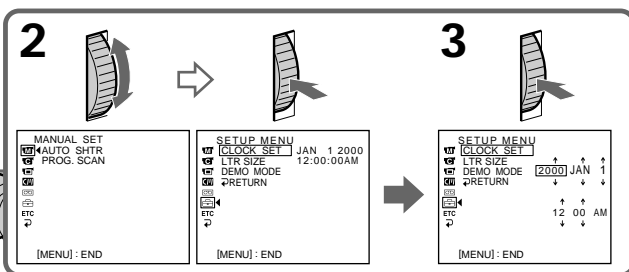 2
3
MANUAL SET
AUTO SHTR
PROG. SCAN
ETC
[MENU] : END
SETUP MENU
CLOCK SET JAN 1 2000
LTR SIZE 12:00:00AM
DEMO MODE
RETURN
ETC
[MENU] : END
SETUP MENU
CLOCK SET
LTR SIZE
DEMO MODE 2000 JAN 1
RETURN
12 00 AM
ETC
[MENU] : END